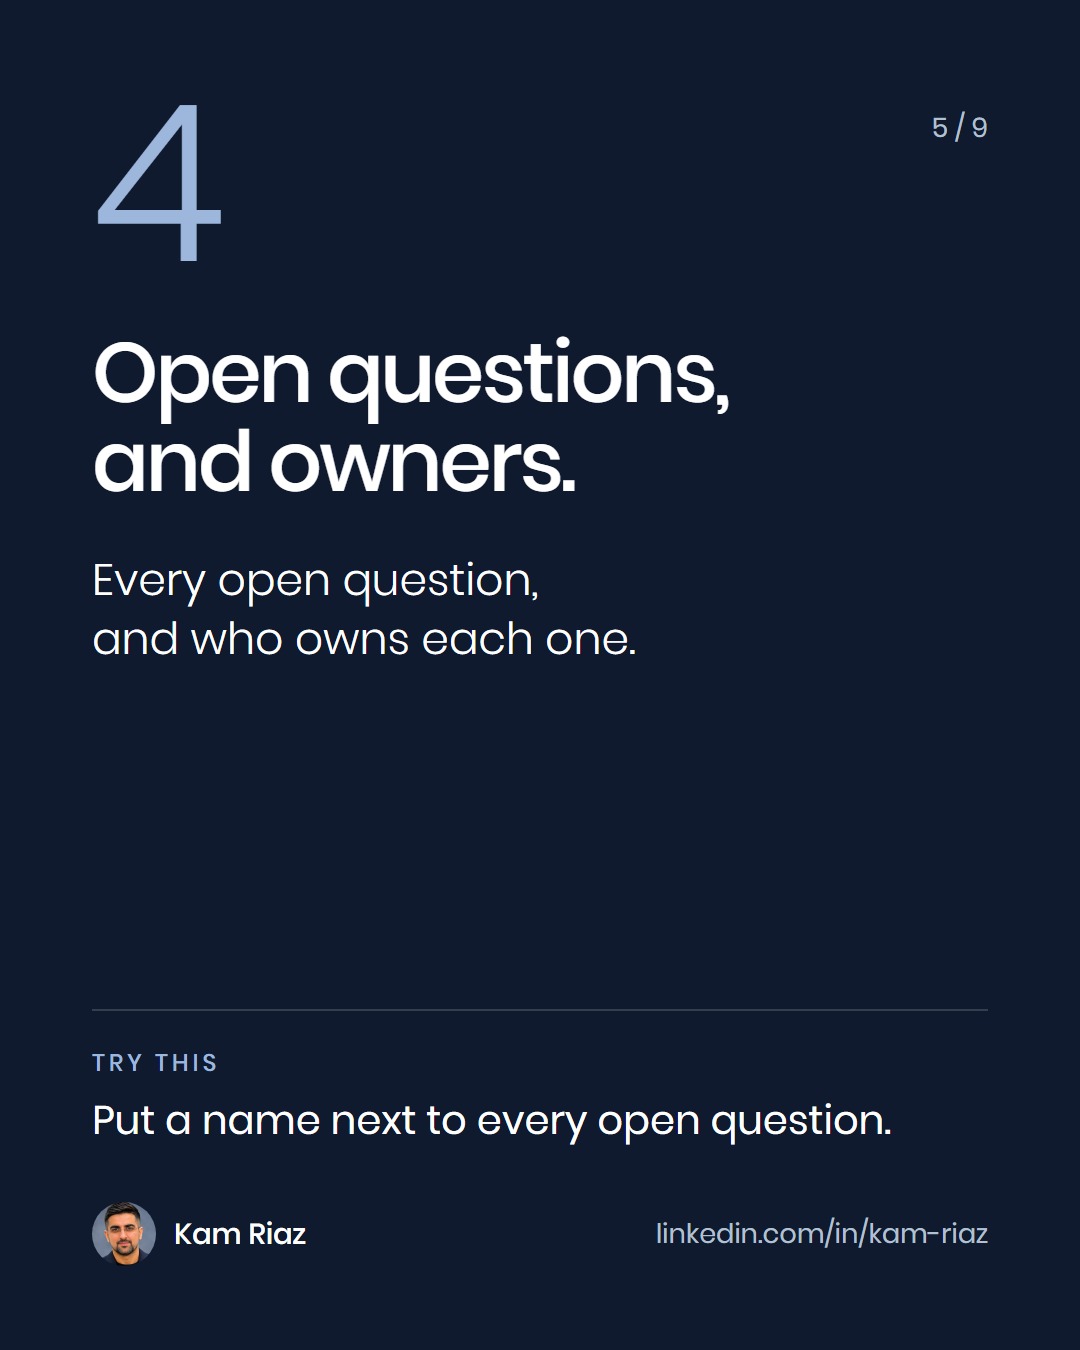 4
5 / 9
Open questions,
and owners.
Every open question,
and who owns each one.
TRY THIS
Put a name next to every open question.
Kam Riaz
linkedin.com/in/kam-riaz